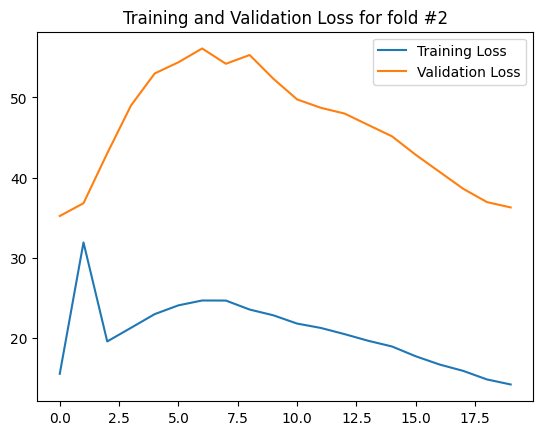 Training and Validation Loss for fold #2
Training Loss
Validation Loss
50
40
30
20
0.0 2.5 5.0 7.5 10.0 12.5 15.0 17.5